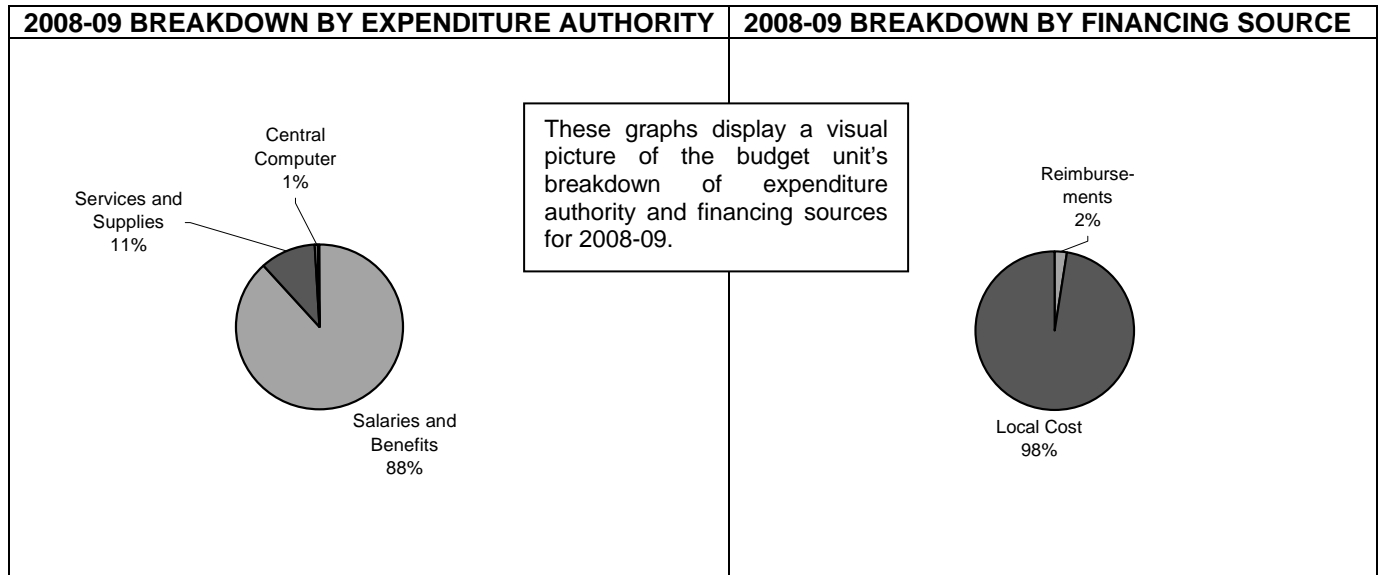 2008-09 BREAKDOWN BY EXPENDITURE AUTHORITY
2008-09 BREAKDOWN BY FINANCING SOURCE
Central
Computer
1%
Services and
Supplies
11%
Salaries and
Benefits
88%
These graphs display a visual
picture of the budget unit's
breakdown of expenditure
authority and financing sources
for 2008-09.
Reimburse-
ments
2%
Local Cost
98%